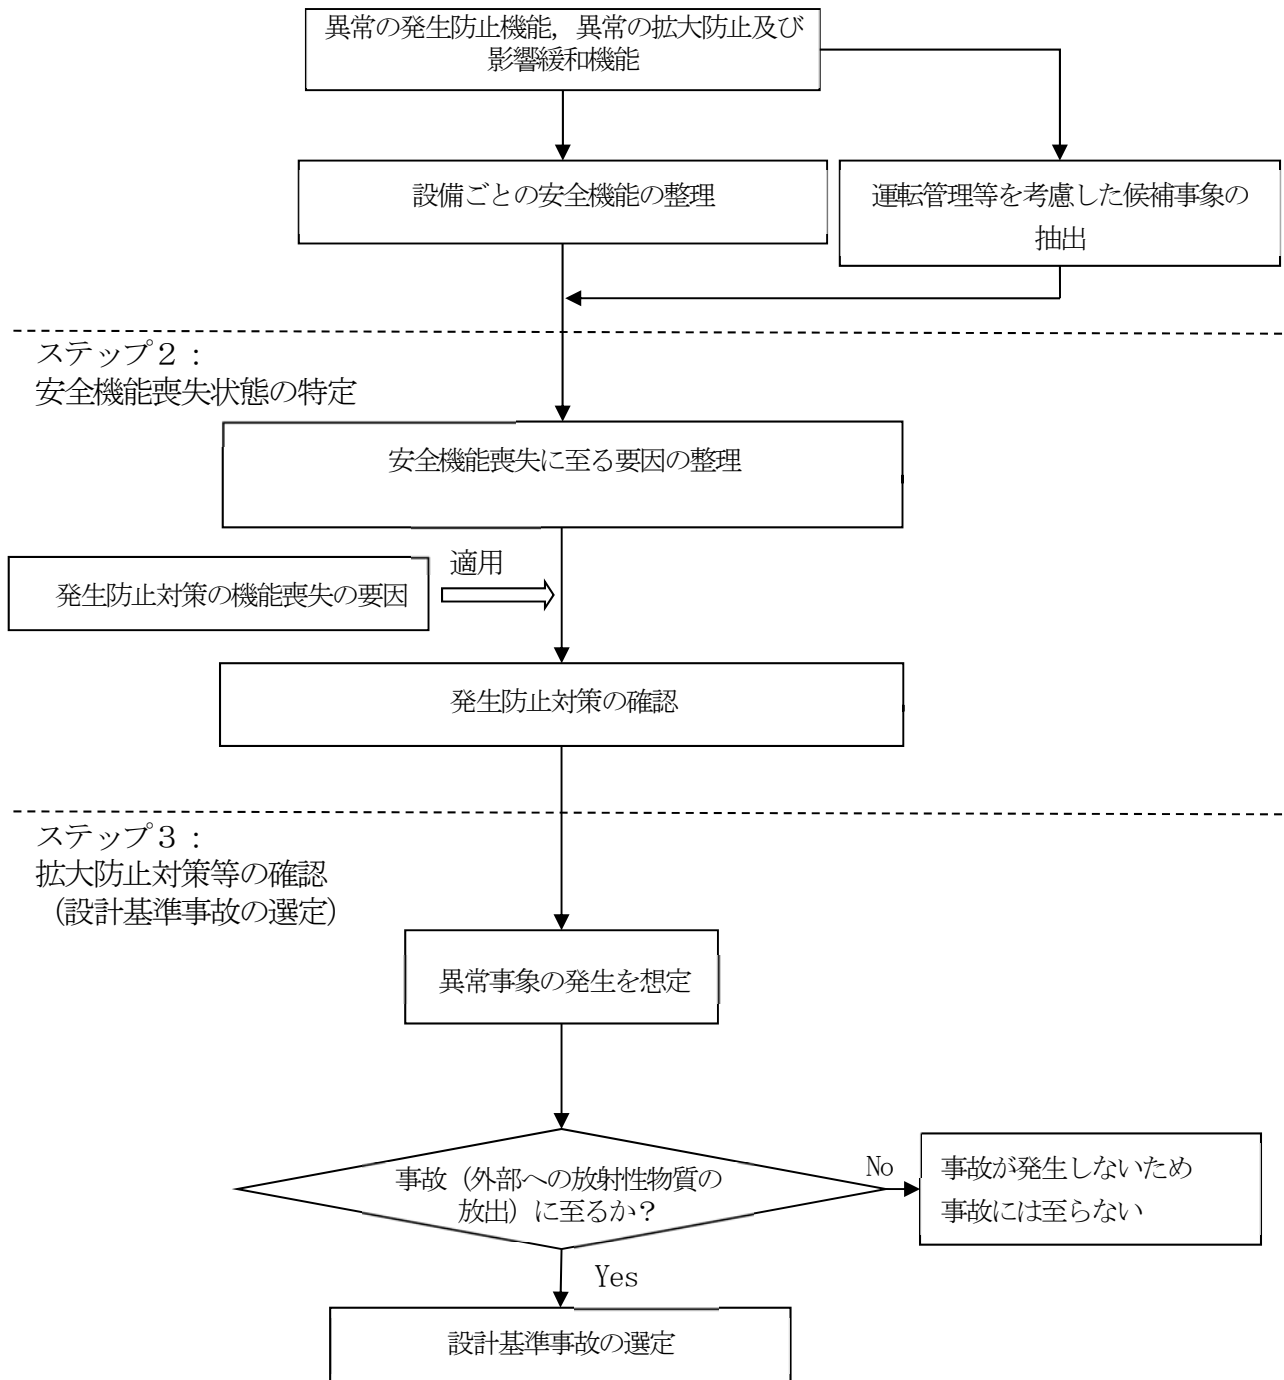 異常の発生防止機能，異常の拡大防止及び
影響緩和機能
設備ごとの安全機能の整理
運転管理等を考慮した候補事象の
抽出
ステップ２：
安全機能喪失状態の特定
安全機能喪失に至る要因の整理
適用
発生防止対策の機能喪失の要因
発生防止対策の確認
ステップ３：
拡大防止対策等の確認
（設計基準事故の選定）
異常事象の発生を想定
事故（外部への放射性物質の
放出）に至るか？
No
事故が発生しないため
事故には至らない
Yes
設計基準事故の選定